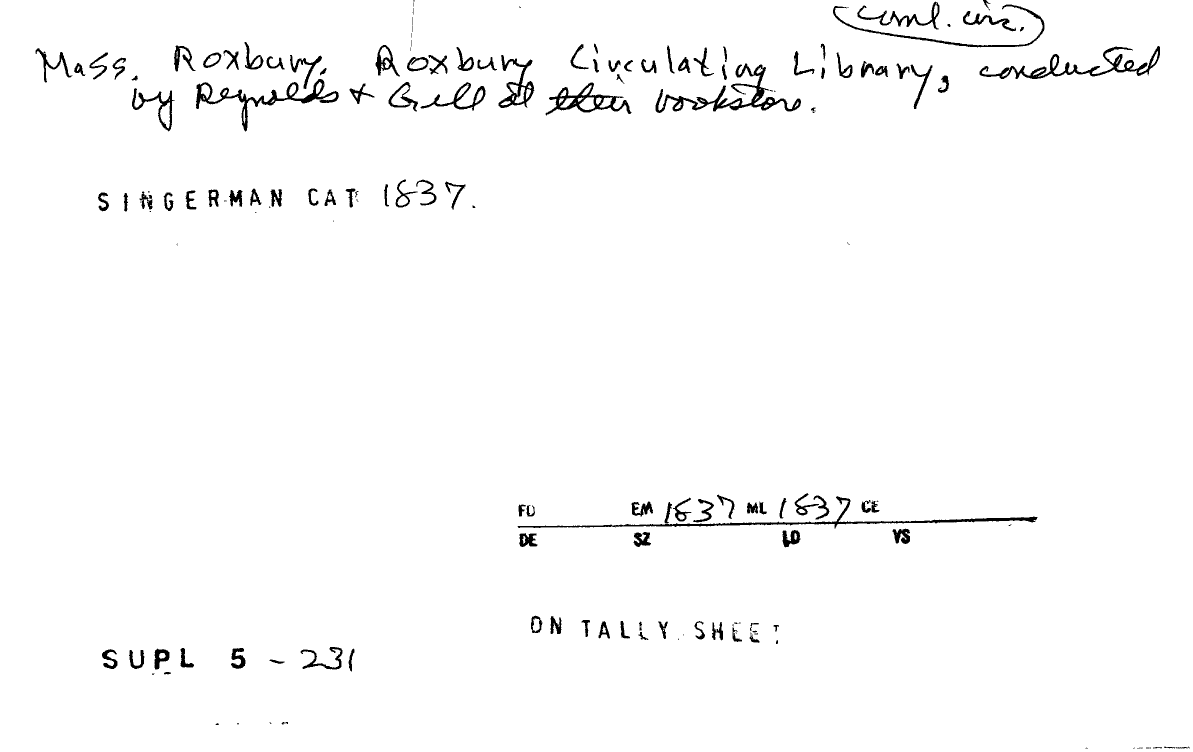 coml. circ.
Mass. Roxbury. Roxbury Circulating Library, conducted
by Reynolds + Grell at their bookstore.
SINGERMAN CAT 1837.
FD EM 1837 ML 1837 CE
DE SZ LD VS
ON TALLY SHEET
SUPL 5 - 231